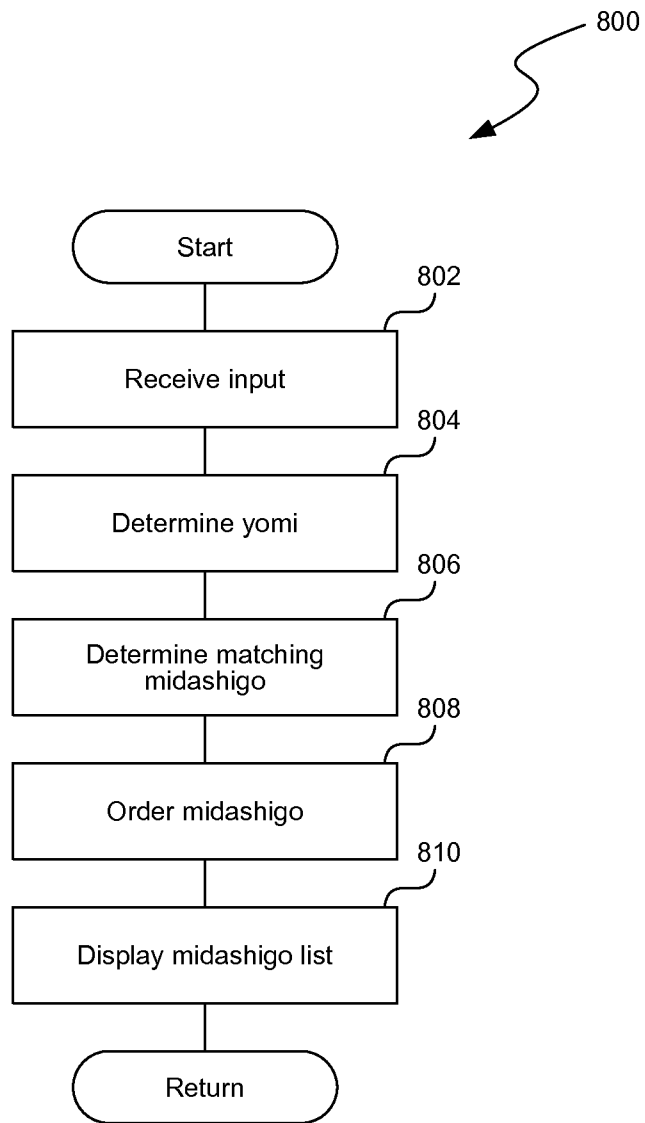 800
Start
802
Receive input
804
Determine yomi
806
Determine matching
midashigo
808
Order midashigo
810
Display midashigo list
Return